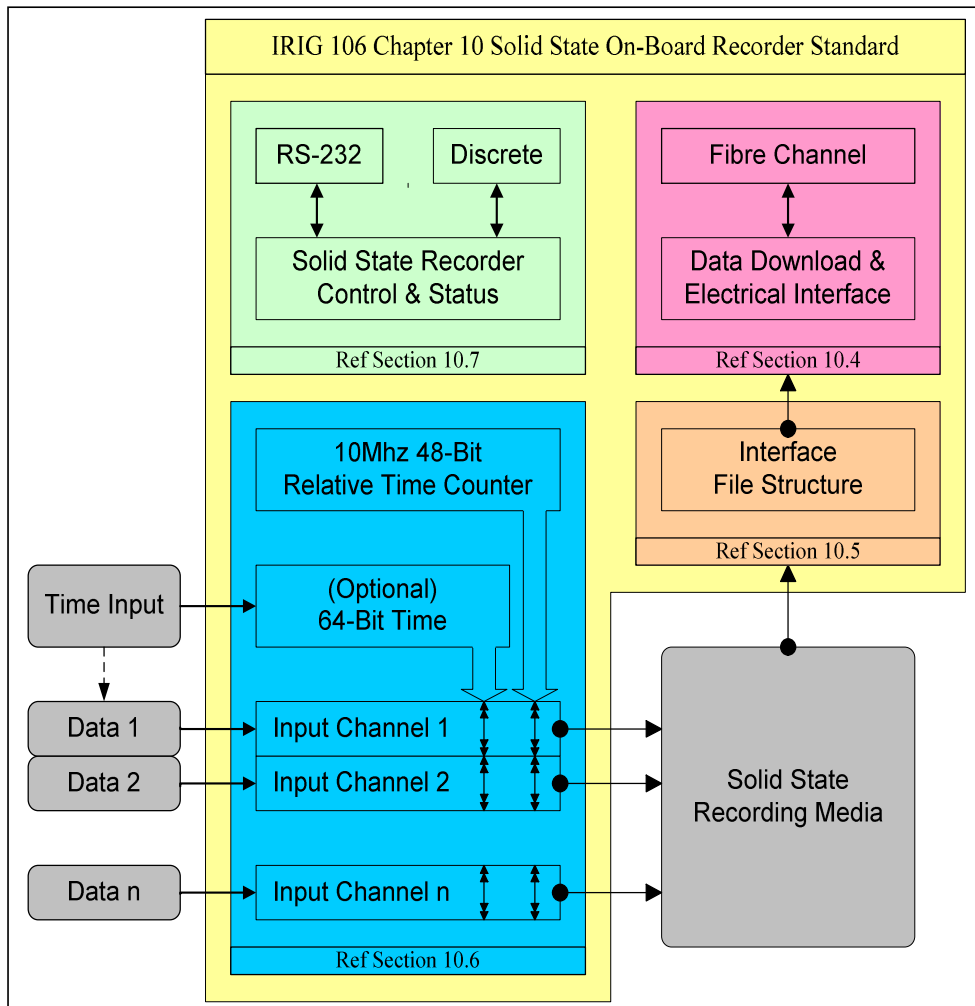 IRIG 106 Chapter 10 Solid State On-Board Recorder Standard
RS-232
Discrete
Solid State Recorder
Control & Status
Ref Section 10.7
Fibre Channel
Data Download &
Electrical Interface
Ref Section 10.4
10Mhz 48-Bit
Relative Time Counter
Interface
File Structure
Ref Section 10.5
Time Input
(Optional)
64-Bit Time
Data 1
Input Channel 1
Data 2
Input Channel 2
Solid State
Recording Media
Data n
Input Channel n
Ref Section 10.6